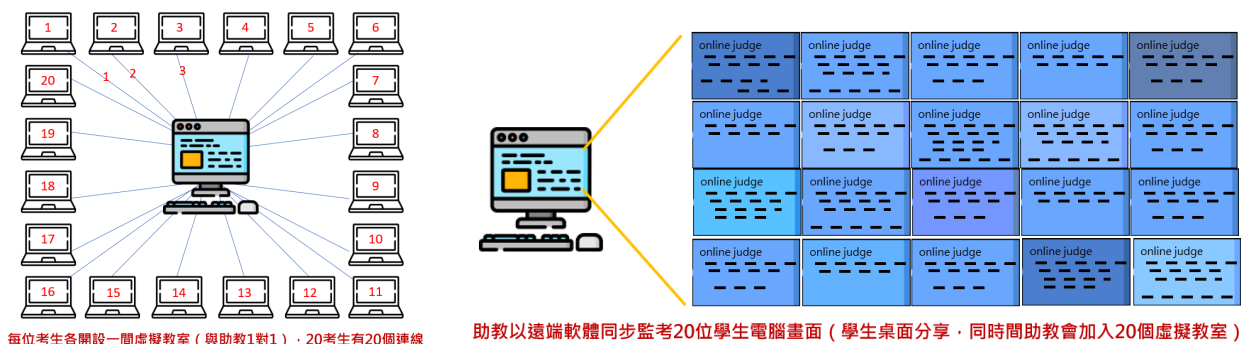 1 2 3 4 5 6
1 2 3
20 7
19 8
18 9
17 10
16 15 14 13 12 11
每位考生各開設一間虛擬教室（與助教1對1），20考生有20個連線
online judge online judge online judge online judge online judge
online judge online judge online judge online judge online judge
online judge online judge online judge online judge online judge
online judge online judge online judge online judge online judge
助教以遠端軟體同步監考20位學生電腦畫面（學生桌面分享，同時間助教會加入20個虛擬教室）